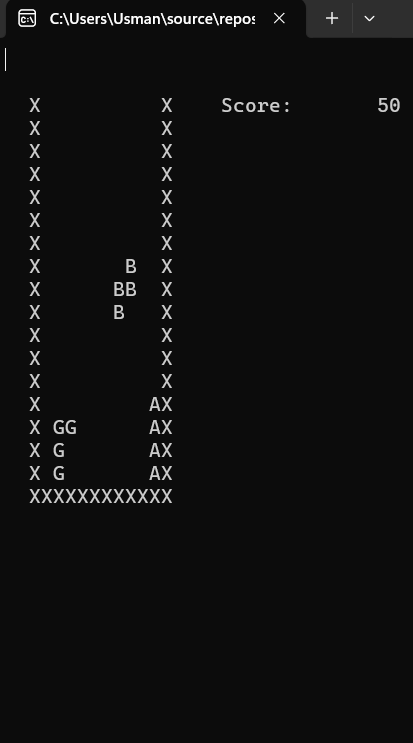 C:\Users\Usman\source\repos
X          X    Score:       50
X          X
X          X
X          X
X          X
X          X
X          X
X       B  X
X      BB  X
X      B   X
X          X
X          X
X          X
X         AX
X GG      AX
X G       AX
X G       AX
XXXXXXXXXXXX